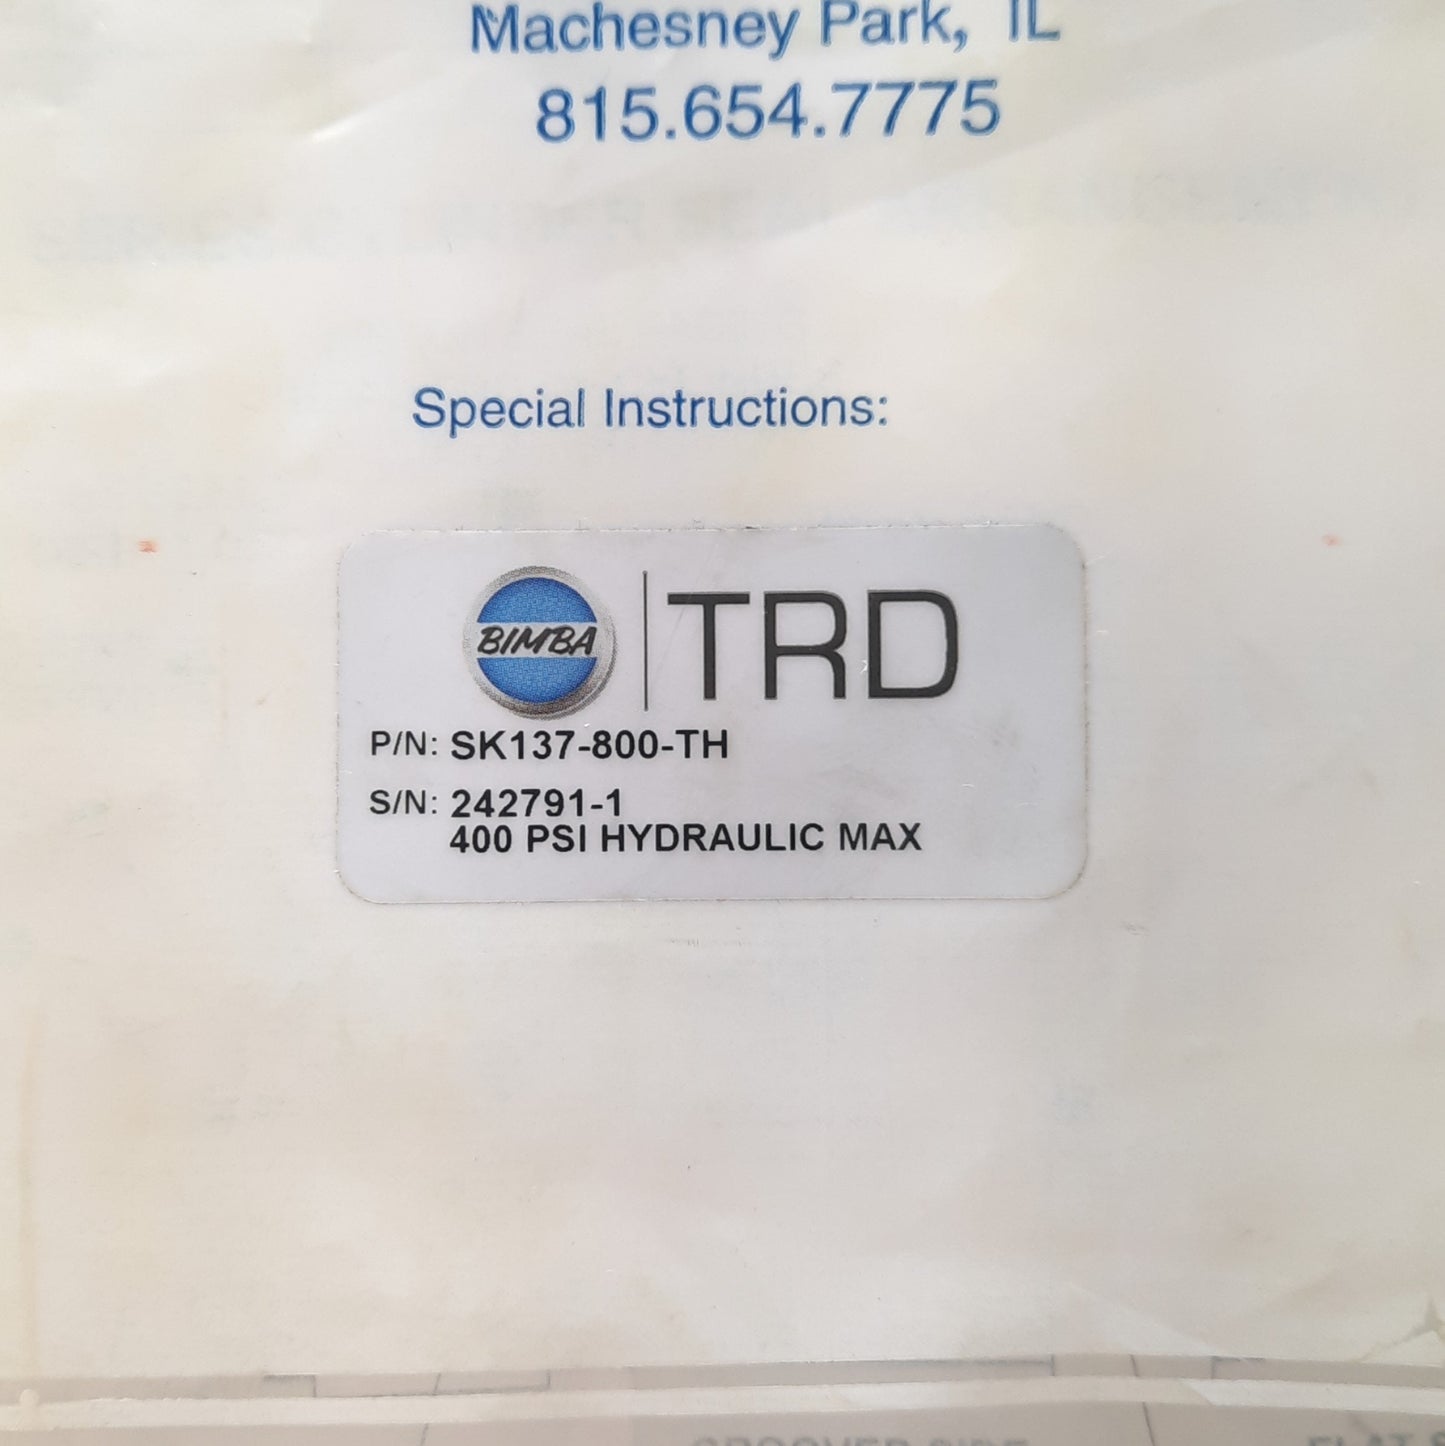 Machesney Park, IL
815.654.7775
Special Instructions:
BIMBA TRD
P/N: SK137-800-TH
S/N: 242791-1
400 PSI HYDRAULIC MAX